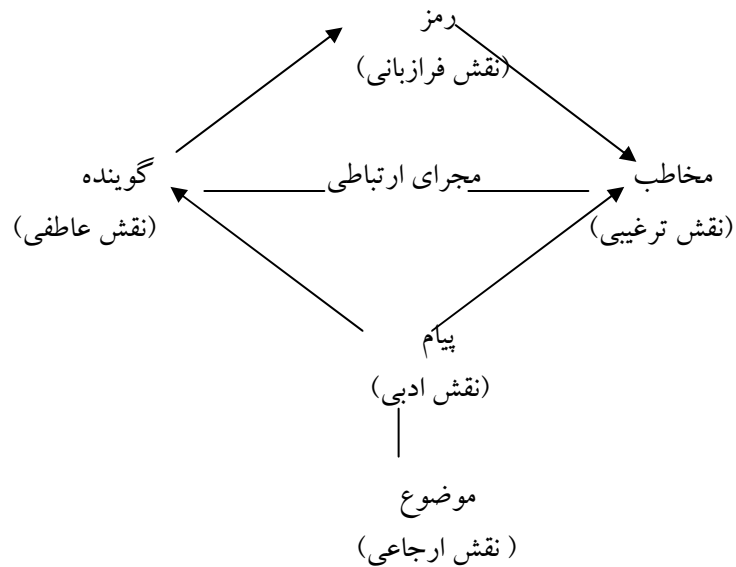 رمز
(نقش فرازبانی)
مخاطب
مجرای ارتباطی
گوینده
(نقش ترغیبی)
(نقش عاطفی)
پیام
(نقش ادبی)
موضوع
( نقش ارجاعی)